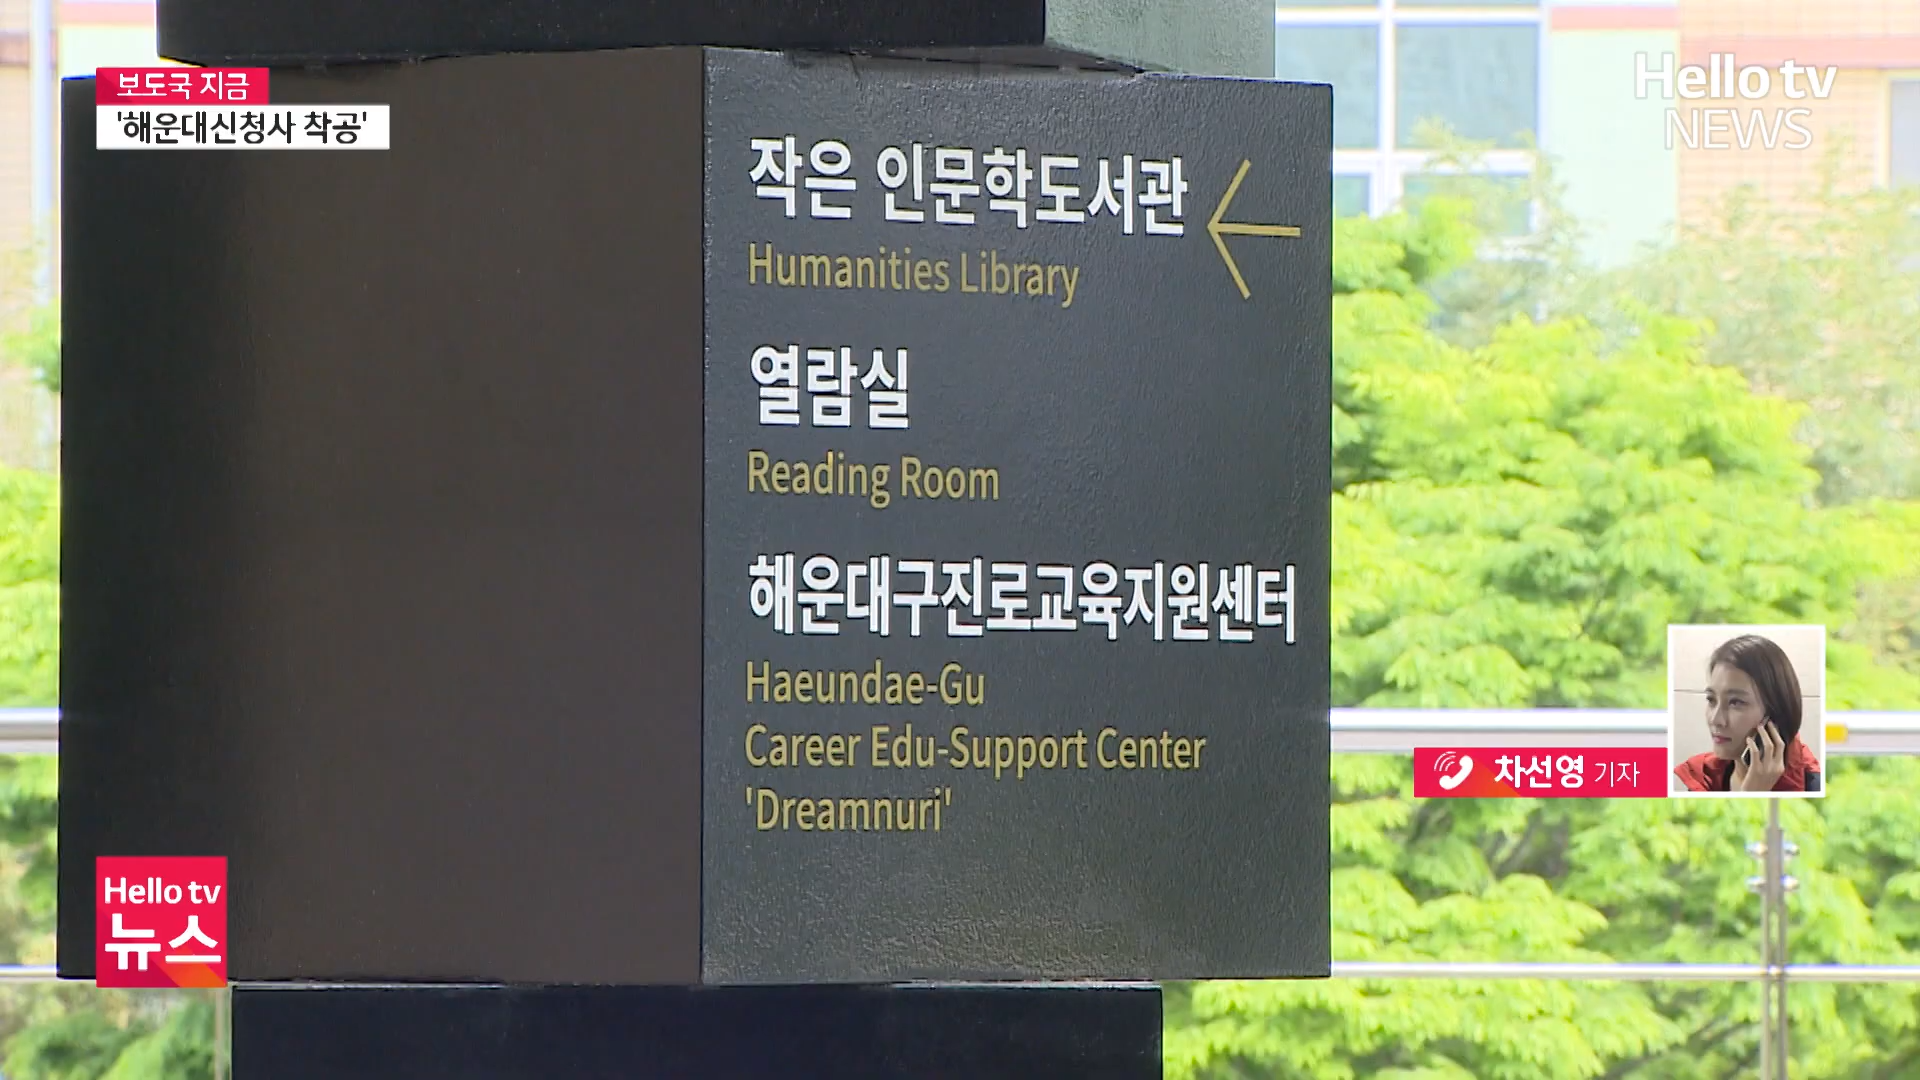 보도국 지금
'해운대신청사 착공'
Hello tv
NEWS
작은 인문학도서관
Humanities Library
열람실
Reading Room
해운대구진로교육지원센터
Haeundae-Gu
Career Edu-Support Center
'Dreamnuri'
차선영 기자
Hello tv
뉴스